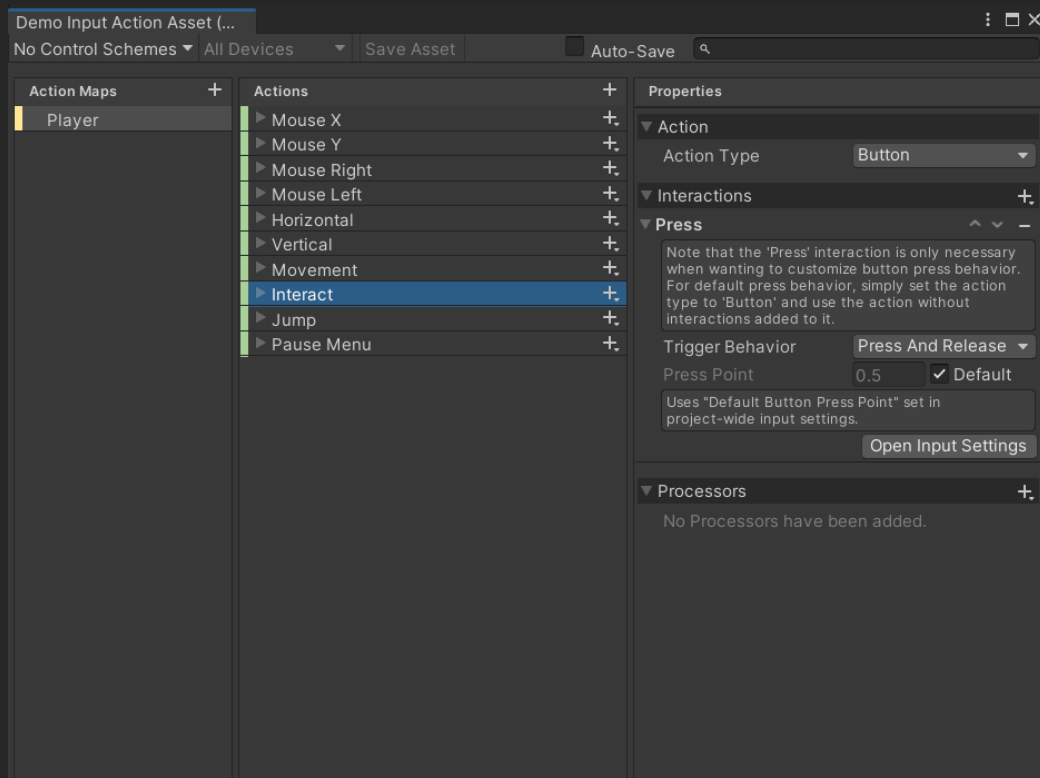 Demo Input Action Asset (...
No Control Schemes
All Devices
Save Asset
Auto-Save
Action Maps
Player
Actions
Mouse X
Mouse Y
Mouse Right
Mouse Left
Horizontal
Vertical
Movement
Interact
Jump
Pause Menu
Properties
Action
Action Type Button
Interactions
Press
Note that the 'Press' interaction is only necessary
when wanting to customize button press behavior.
For default press behavior, simply set the action
type to 'Button' and use the action without
interactions added to it.
Trigger Behavior Press And Release
Press Point 0.5 Default
Uses "Default Button Press Point" set in
project-wide input settings.
Open Input Settings
Processors
No Processors have been added.